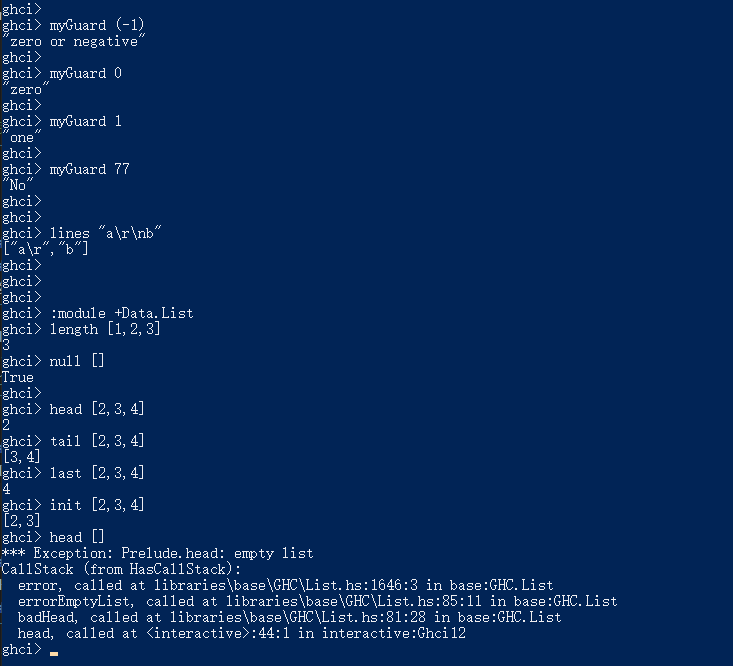 ghci>
ghci> myGuard (-1)
"zero or negative"
ghci>
ghci> myGuard 0
"zero"
ghci>
ghci> myGuard 1
"one"
ghci>
ghci> myGuard 77
"No"
ghci>
ghci>
ghci> lines "a\r\nb"
["a\r","b"]
ghci>
ghci>
ghci>
ghci> :module +Data.List
ghci> length [1,2,3]
3
ghci> null []
True
ghci>
ghci> head [2,3,4]
2
ghci> tail [2,3,4]
[3,4]
ghci> last [2,3,4]
4
ghci> init [2,3,4]
[2,3]
ghci> head []
*** Exception: Prelude.head: empty list
CallStack (from HasCallStack):
  error, called at libraries\base\GHC\List.hs:1646:3 in base:GHC.List
  errorEmptyList, called at libraries\base\GHC\List.hs:85:11 in base:GHC.List
  badHead, called at libraries\base\GHC\List.hs:81:28 in base:GHC.List
  head, called at <interactive>:44:1 in interactive:Ghci12
ghci>